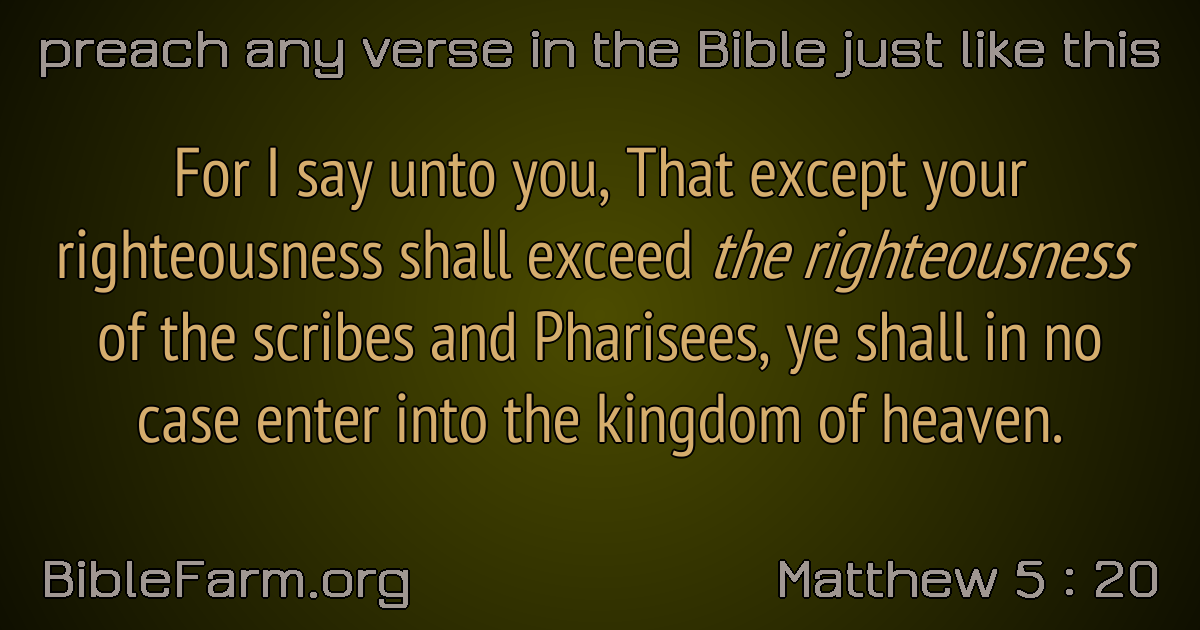 preach any verse in the Bible just like this
For I say unto you, That except your
righteousness shall exceed the righteousness
of the scribes and Pharisees, ye shall in no
case enter into the kingdom of heaven.
BibleFarm.org
Matthew 5 : 20